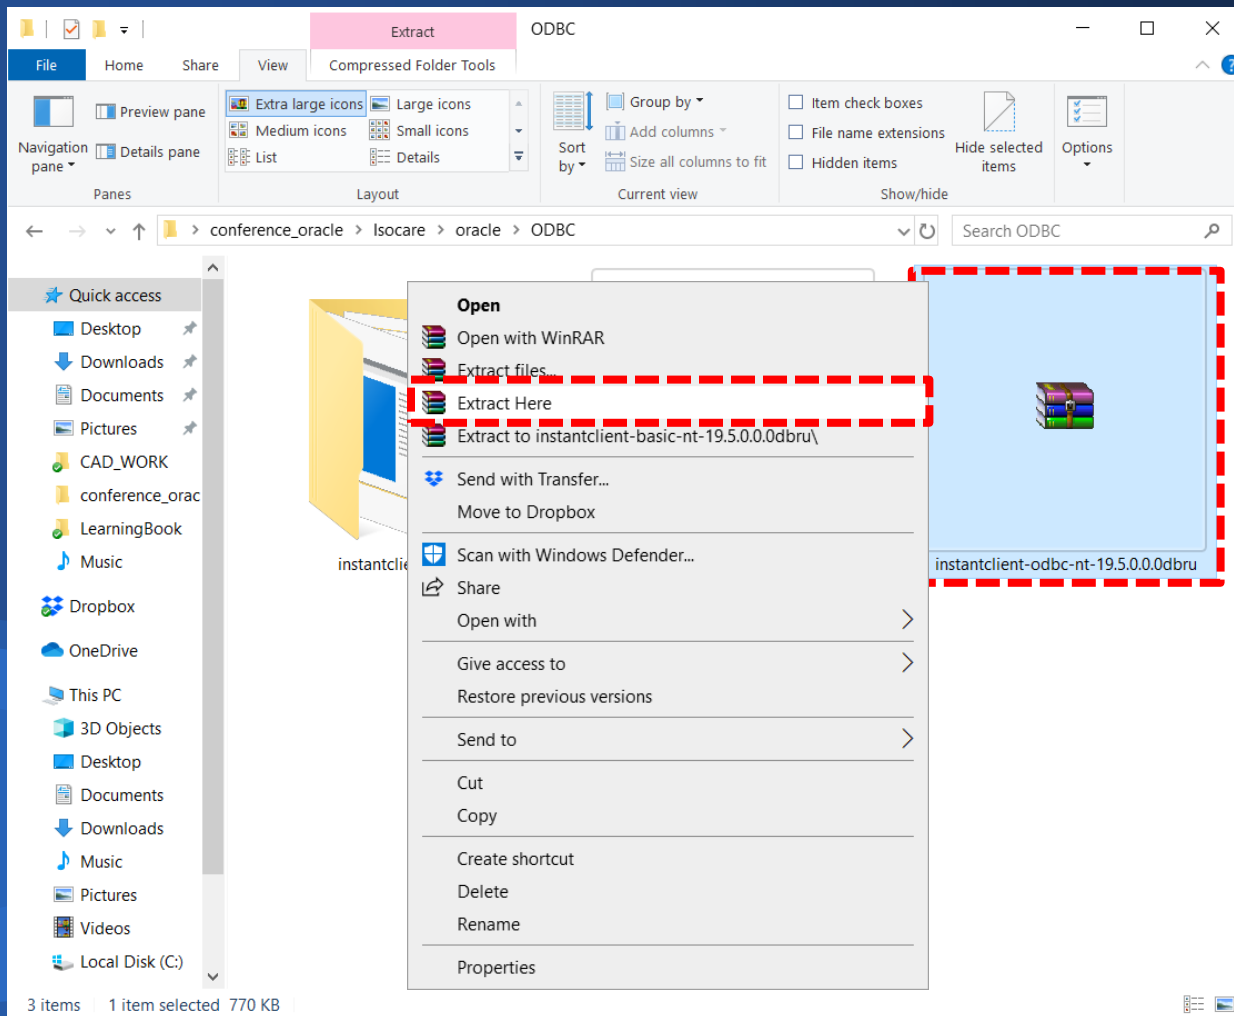 Extract
ODBC
File
Home
Share
View
Compressed Folder Tools
Navigation pane
Preview pane
Details pane
Panes
Extra large icons
Large icons
Medium icons
Small icons
List
Details
Layout
Sort by
Group by
Add columns
Size all columns to fit
Current view
Item check boxes
File name extensions
Hidden items
Hide selected items
Show/hide
Options
conference_oracle > Isocare > oracle > ODBC
Search ODBC
Quick access
Desktop
Downloads
Documents
Pictures
CAD_WORK
conference_orac
LearningBook
Music
Dropbox
OneDrive
This PC
3D Objects
Desktop
Documents
Downloads
Music
Pictures
Videos
Local Disk (C:)
instantclie
Open
Open with WinRAR
Extract files...
Extract Here
Extract to instantclient-basic-nt-19.5.0.0.0dbru\
Send with Transfer...
Move to Dropbox
Scan with Windows Defender...
Share
Open with
Give access to
Restore previous versions
Send to
Cut
Copy
Create shortcut
Delete
Rename
Properties
instantclient-odbc-nt-19.5.0.0.0dbru
3 items
1 item selected 770 KB